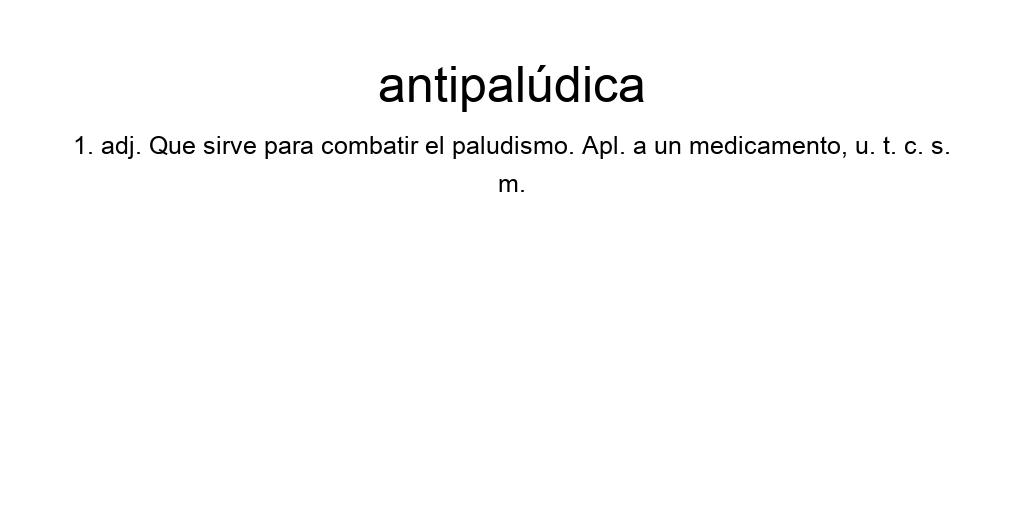 antipalúdica
1. adj. Que sirve para combatir el paludismo. Apl. a un medicamento, u. t. c. s.
m.